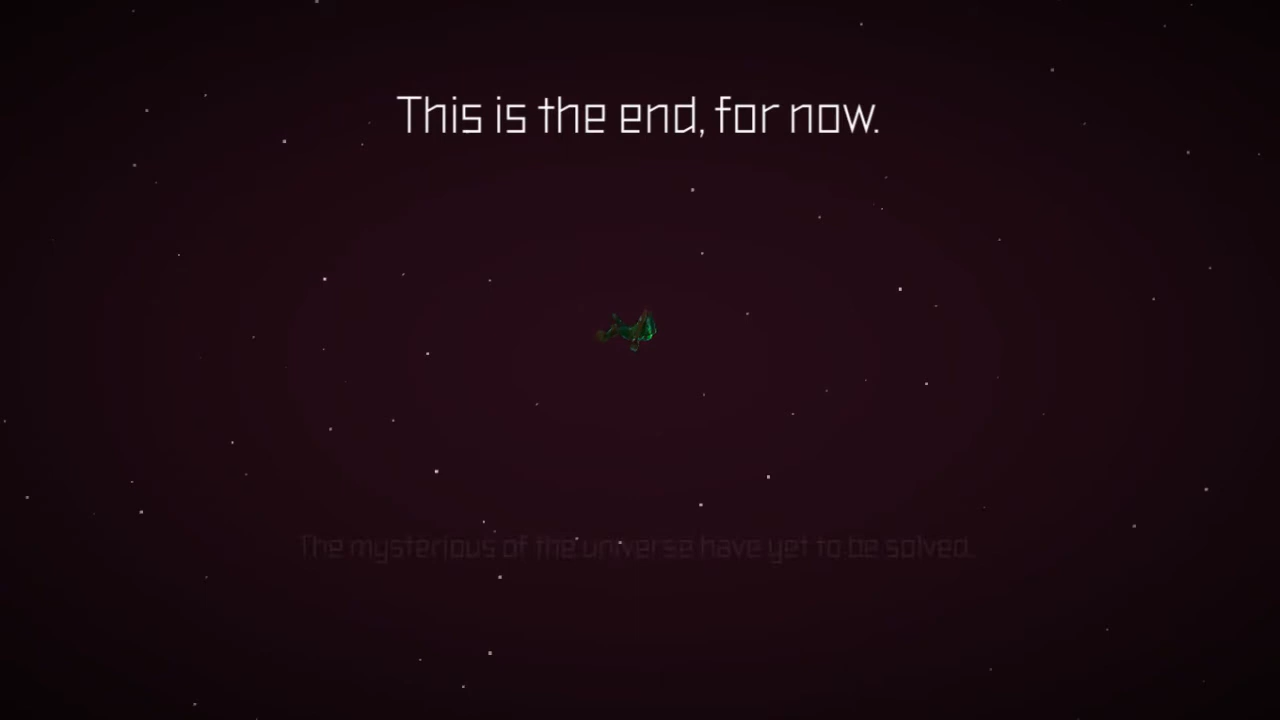 This is the end, for now.
The mysterious of the universe have yet to be solved.